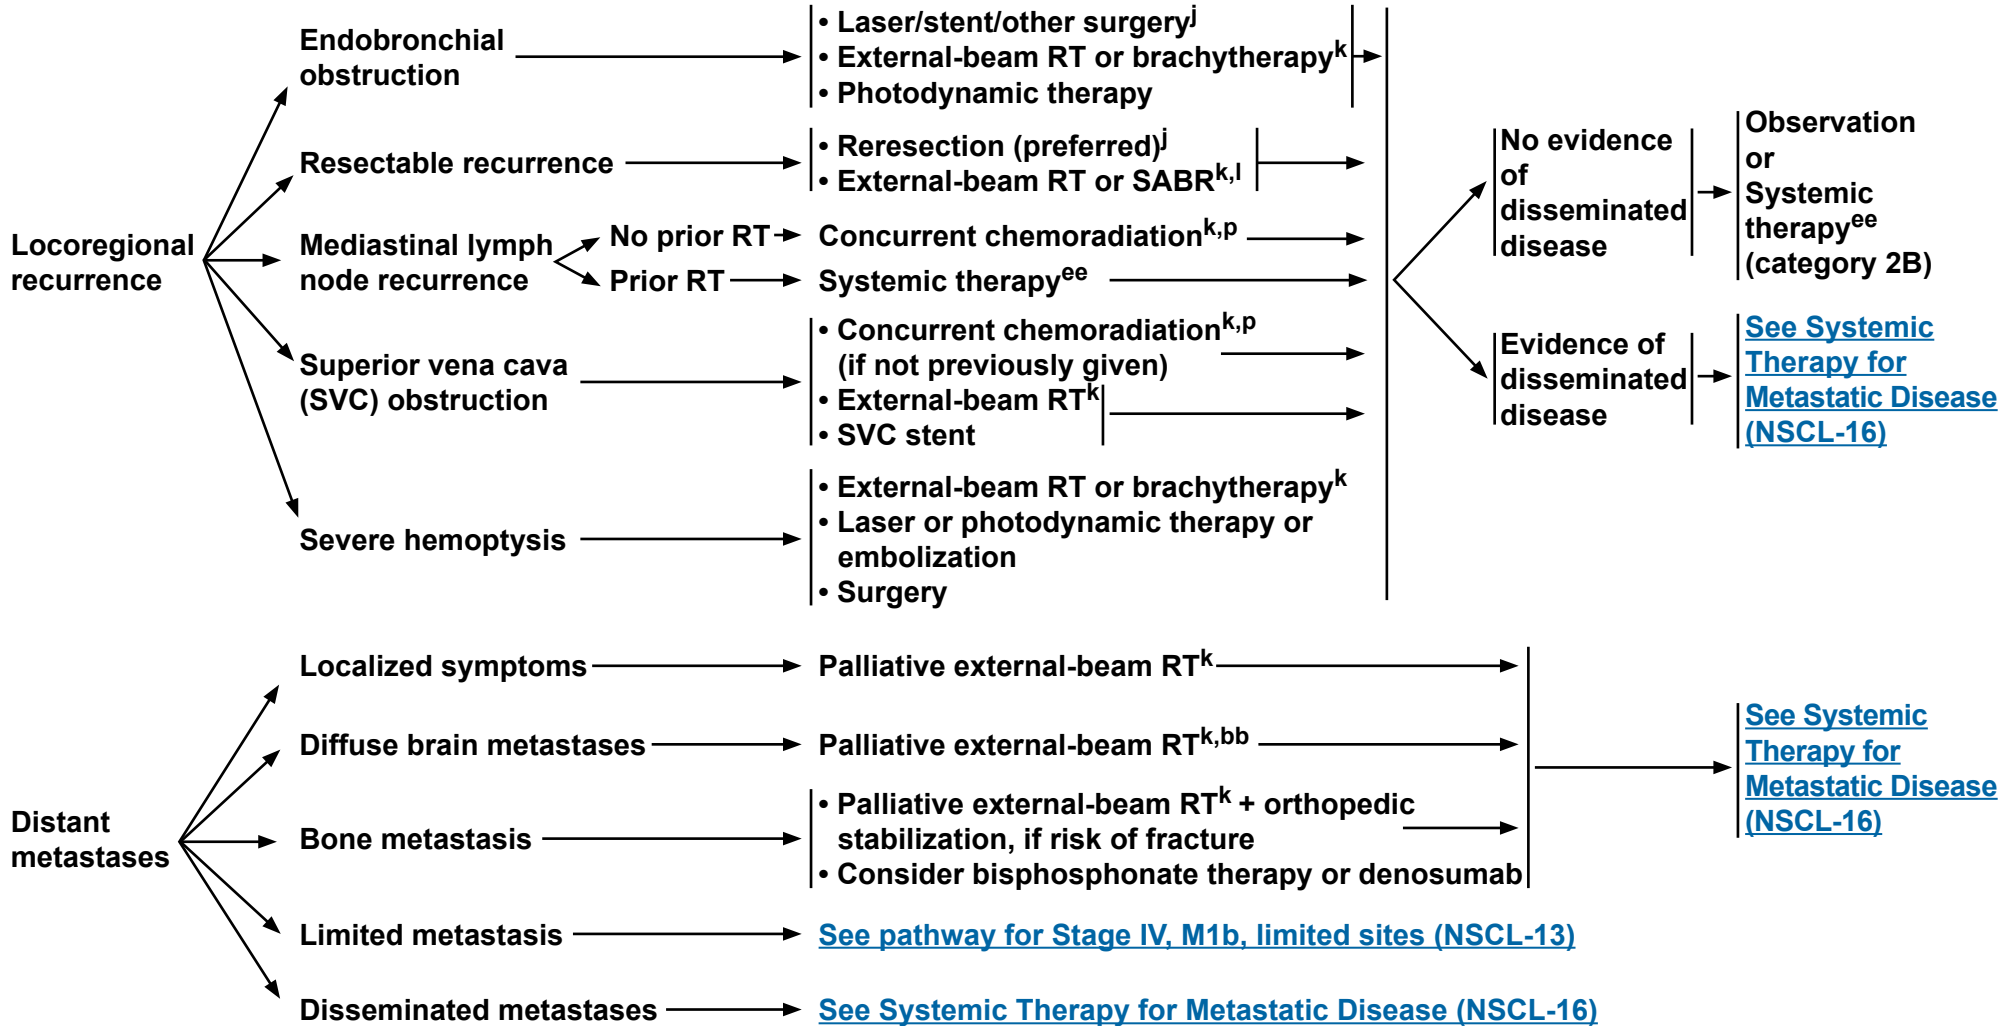 Locoregional
recurrence
Endobronchial
obstruction
• Laser/stent/other surgeryj
• External-beam RT or brachytherapyk
• Photodynamic therapy
Resectable recurrence
• Reresection (preferred)j
• External-beam RT or SABRk,l
Mediastinal lymph
node recurrence
No prior RT
Concurrent chemoradiationk,p
Prior RT
Systemic therapyee
Superior vena cava
(SVC) obstruction
• Concurrent chemoradiationk,p
(if not previously given)
• External-beam RTk
• SVC stent
Severe hemoptysis
• External-beam RT or brachytherapyk
• Laser or photodynamic therapy or
embolization
• Surgery
No evidence
of
disseminated
disease
Observation
or
Systemic
therapyee
(category 2B)
Evidence of
disseminated
disease
See Systemic
Therapy for
Metastatic Disease
(NSCL-16)
Distant
metastases
Localized symptoms
Palliative external-beam RTk
Diffuse brain metastases
Palliative external-beam RTk,bb
Bone metastasis
• Palliative external-beam RTk + orthopedic
stabilization, if risk of fracture
• Consider bisphosphonate therapy or denosumab
See Systemic
Therapy for
Metastatic Disease
(NSCL-16)
Limited metastasis
See pathway for Stage IV, M1b, limited sites (NSCL-13)
Disseminated metastases
See Systemic Therapy for Metastatic Disease (NSCL-16)